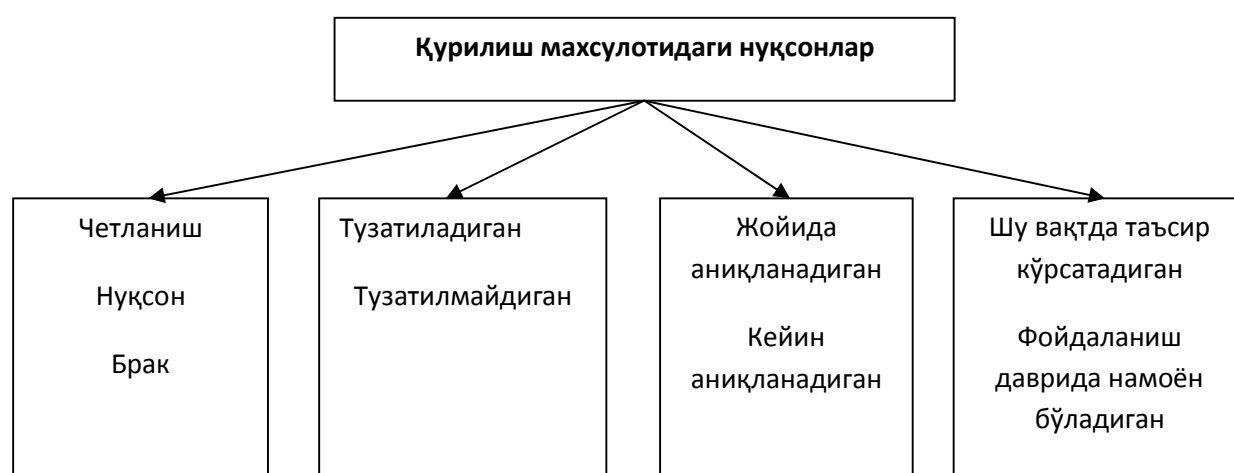 Қурилиш махсулотидаги нуқсонлар
Четланиш
Нуқсон
Брак
Тузатиладиган
Тузатилмайдиган
Жойида
аниқланадиган
Кейин
аниқланадиган
Шу вақтда таъсир
кўрсатадиган
Фойдаланиш
даврида намоён
бўладиган